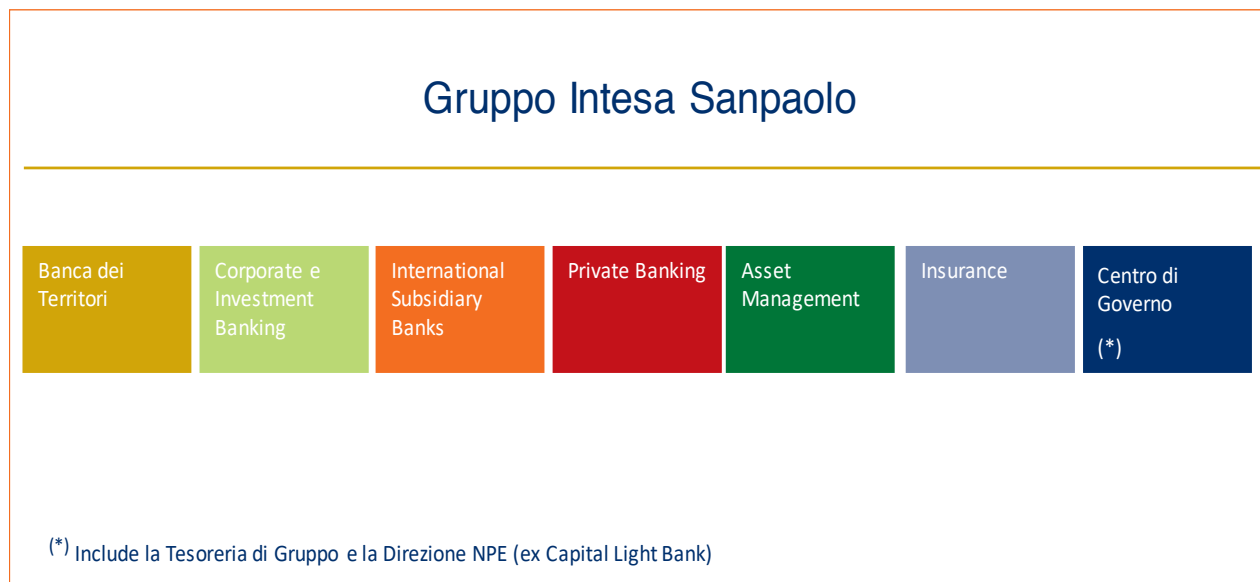 Gruppo Intesa Sanpaolo
Banca dei
Territori
Corporate e
Investment
Banking
International
Subsidiary
Banks
Private Banking
Asset
Management
Insurance
Centro di
Governo
(*)
(*) Include la Tesoreria di Gruppo e la Direzione NPE (ex Capital Light Bank)